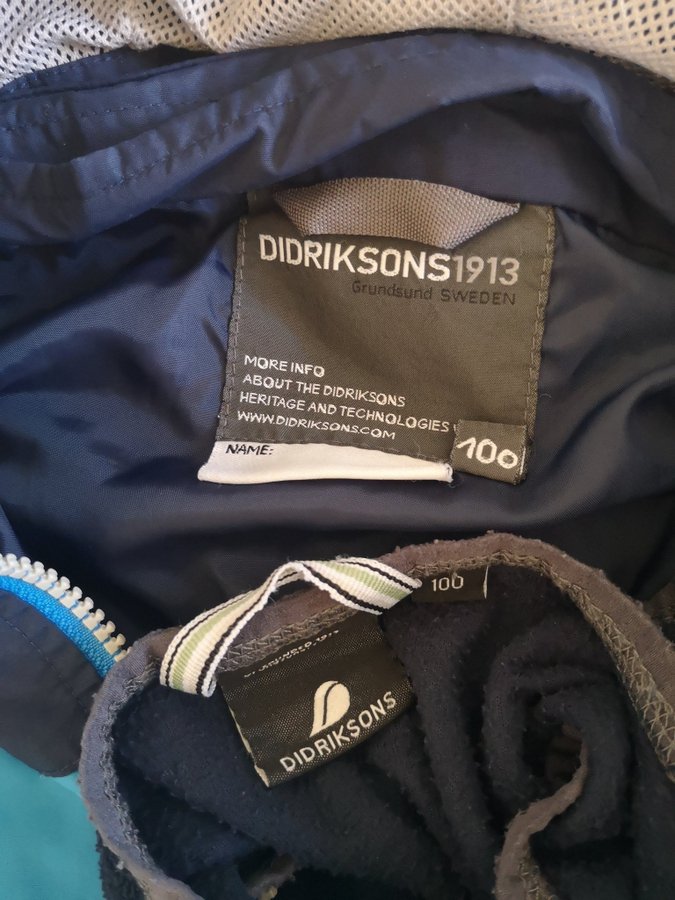 DIDRIKSONS1913
Grundsund SWEDEN
MORE INFO
ABOUT THE DIDRIKSONS
HERITAGE AND TECHNOLOGIES
WWW.DIDRIKSONS.COM
100
NAME:
100
DIDRIKSONS